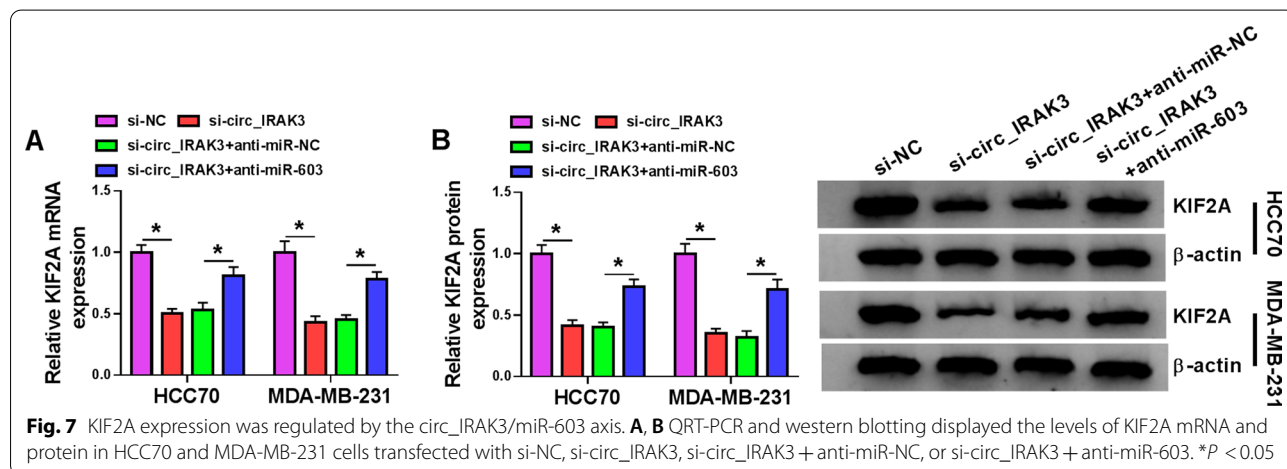 A
si-NC si-circ_IRAK3
si-circ_IRAK3+anti-miR-NC
si-circ_IRAK3+anti-miR-603
Relative KIF2A mRNA
expression
1.5
1.0
0.5
0.0
* * * *
HCC70 MDA-MB-231
B
si-NC si-circ_IRAK3
si-circ_IRAK3+anti-miR-NC
si-circ_IRAK3+anti-miR-603
Relative KIF2A protein
expression
1.5
1.0
0.5
0.0
* * * *
HCC70 MDA-MB-231
si-NC
si-circ_IRAK3
si-circ_IRAK3+anti-miR-NC
si-circ_IRAK3
+anti-miR-603
KIF2A
β-actin
HCC70
KIF2A
β-actin
MDA-MB-231
Fig. 7 KIF2A expression was regulated by the circ_IRAK3/miR-603 axis. A, B QRT-PCR and western blotting displayed the levels of KIF2A mRNA and
protein in HCC70 and MDA-MB-231 cells transfected with si-NC, si-circ_IRAK3, si-circ_IRAK3 + anti-miR-NC, or si-circ_IRAK3 + anti-miR-603. *P < 0.05